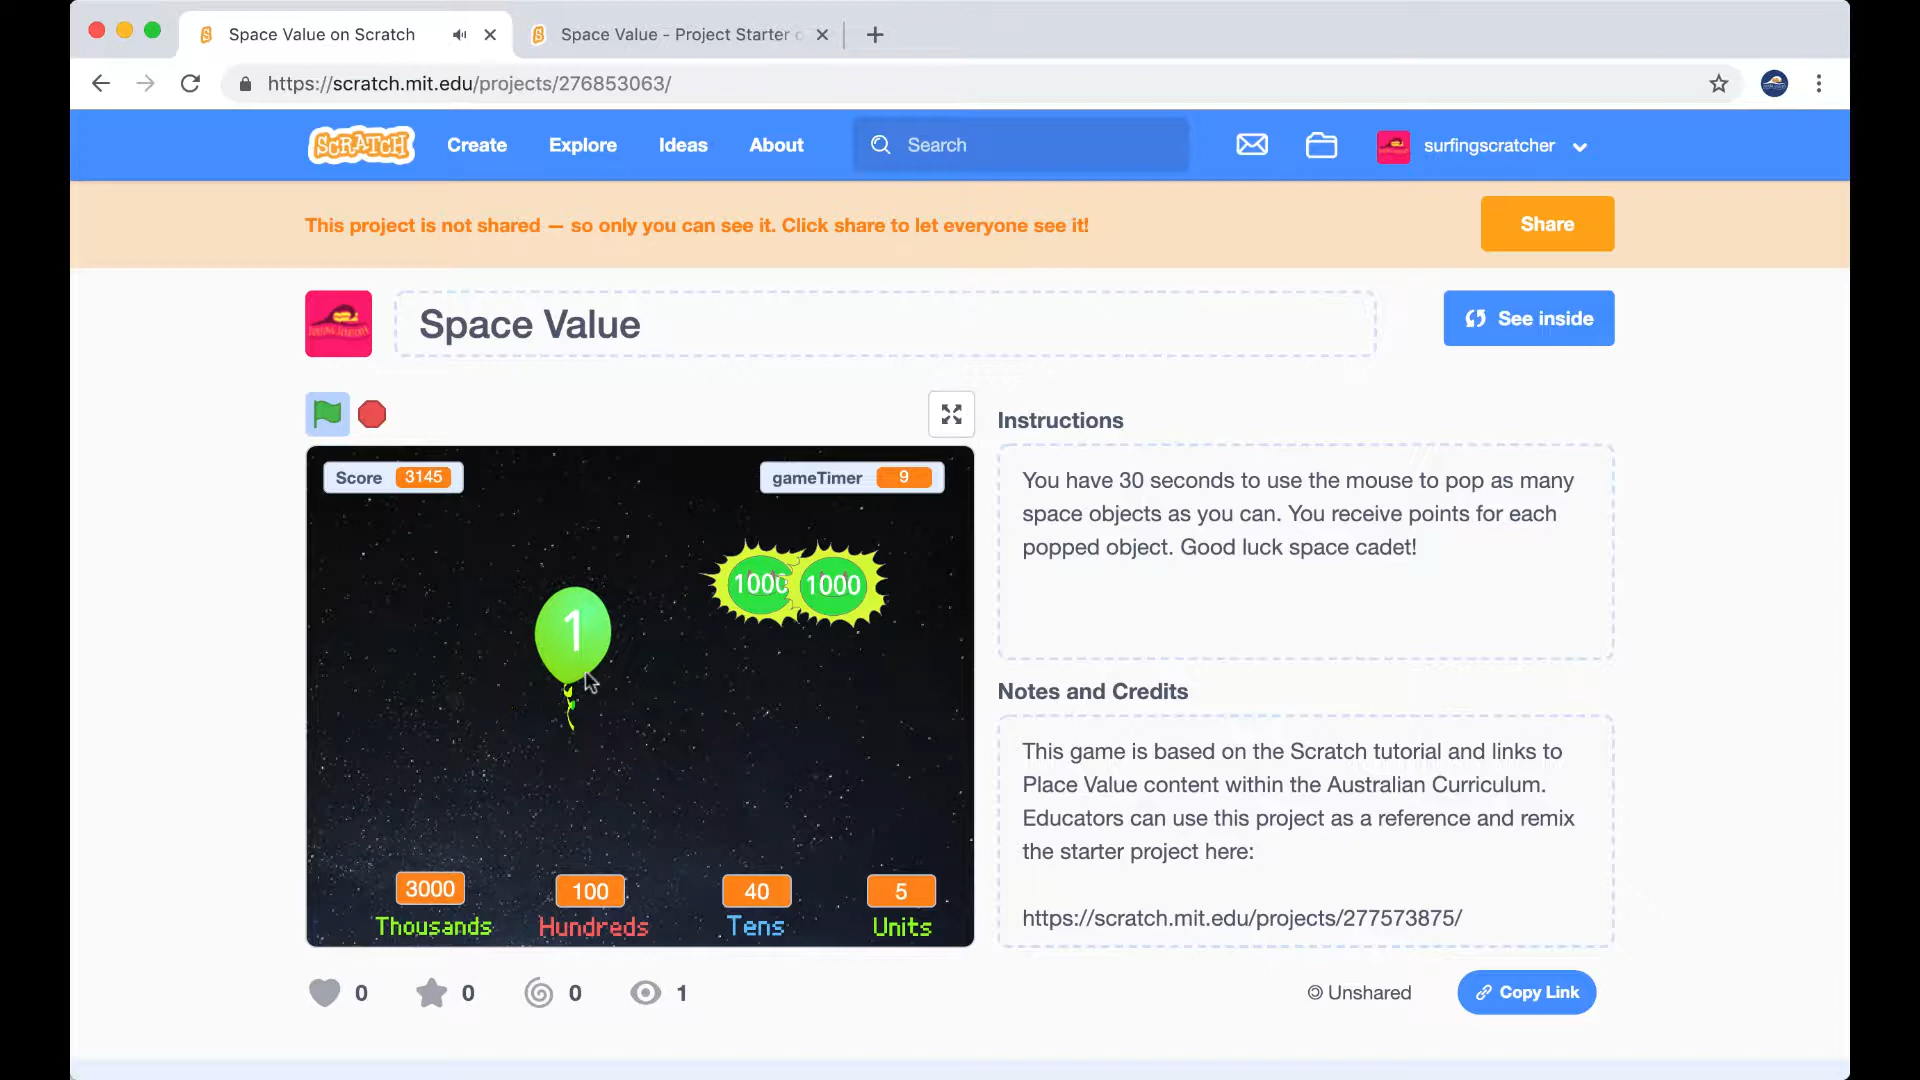 Space Value on Scratch
Space Value - Project Starter
https://scratch.mit.edu/projects/276853063/
SCRATCH
Create
Explore
Ideas
About
Search
surfingscratcher
This project is not shared — so only you can see it. Click share to let everyone see it!
Share
Space Value
See inside
Instructions
Score 3145
gameTimer 9
You have 30 seconds to use the mouse to pop as many
space objects as you can. You receive points for each
popped object. Good luck space cadet!
1000
1000
1
Notes and Credits
This game is based on the Scratch tutorial and links to
Place Value content within the Australian Curriculum.
Educators can use this project as a reference and remix
the starter project here:
https://scratch.mit.edu/projects/277573875/
3000
100
40
5
Thousands
Hundreds
Tens
Units
0
0
0
1
Unshared
Copy Link